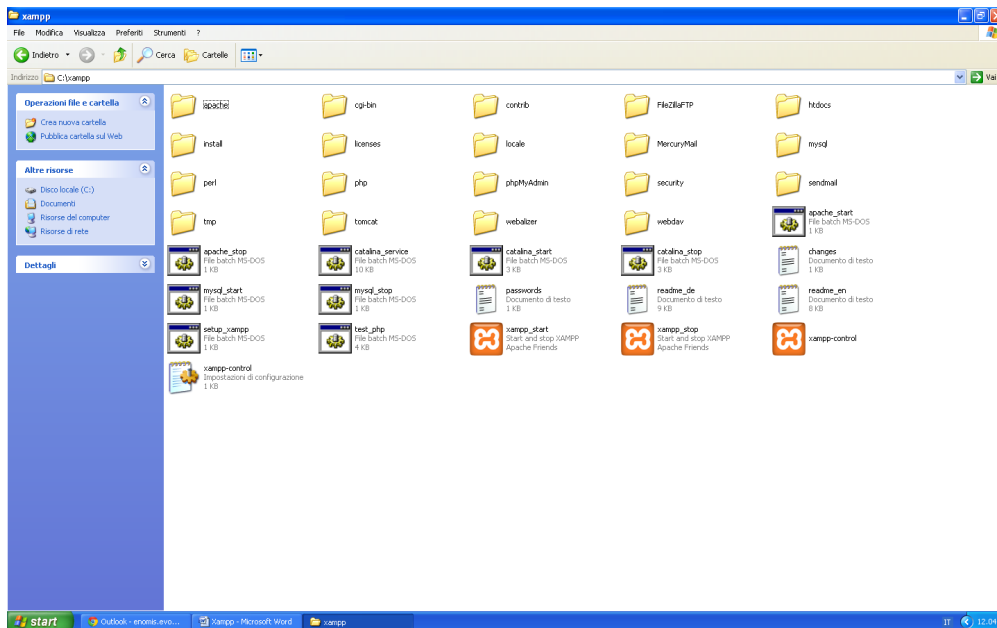 xampp
File Modifica Visualizza Preferiti Strumenti ?
Indietro Cerca Cartelle
Indirizzo C:\xampp Vai
Operazioni file e cartella
Crea nuova cartella
Pubblica cartella sul Web
Altre risorse
Disco locale (C:)
Documenti
Risorse del computer
Risorse di rete
Dettagli
apache cgi-bin contrib FileZillaFTP htdocs
install licenses locale MercuryMail mysql
perl php phpMyAdmin security sendmail
tmp tomcat webalizer webdav
apache_start
File batch MS-DOS
1 KB
apache_stop
File batch MS-DOS
1 KB
catalina_service
File batch MS-DOS
10 KB
catalina_start
File batch MS-DOS
3 KB
catalina_stop
File batch MS-DOS
3 KB
changes
Documento di testo
1 KB
mysql_start
File batch MS-DOS
1 KB
mysql_stop
File batch MS-DOS
1 KB
passwords
Documento di testo
1 KB
readme_de
Documento di testo
9 KB
readme_en
Documento di testo
8 KB
setup_xampp
File batch MS-DOS
1 KB
test_php
File batch MS-DOS
4 KB
xampp_start
Start and stop XAMPP
Apache Friends
xampp_stop
Start and stop XAMPP
Apache Friends
xampp-control
xampp-control
Impostazioni di configurazione
1 KB
start Outlook - enomis.evo... Xampp - Microsoft Word xampp IT 12.04